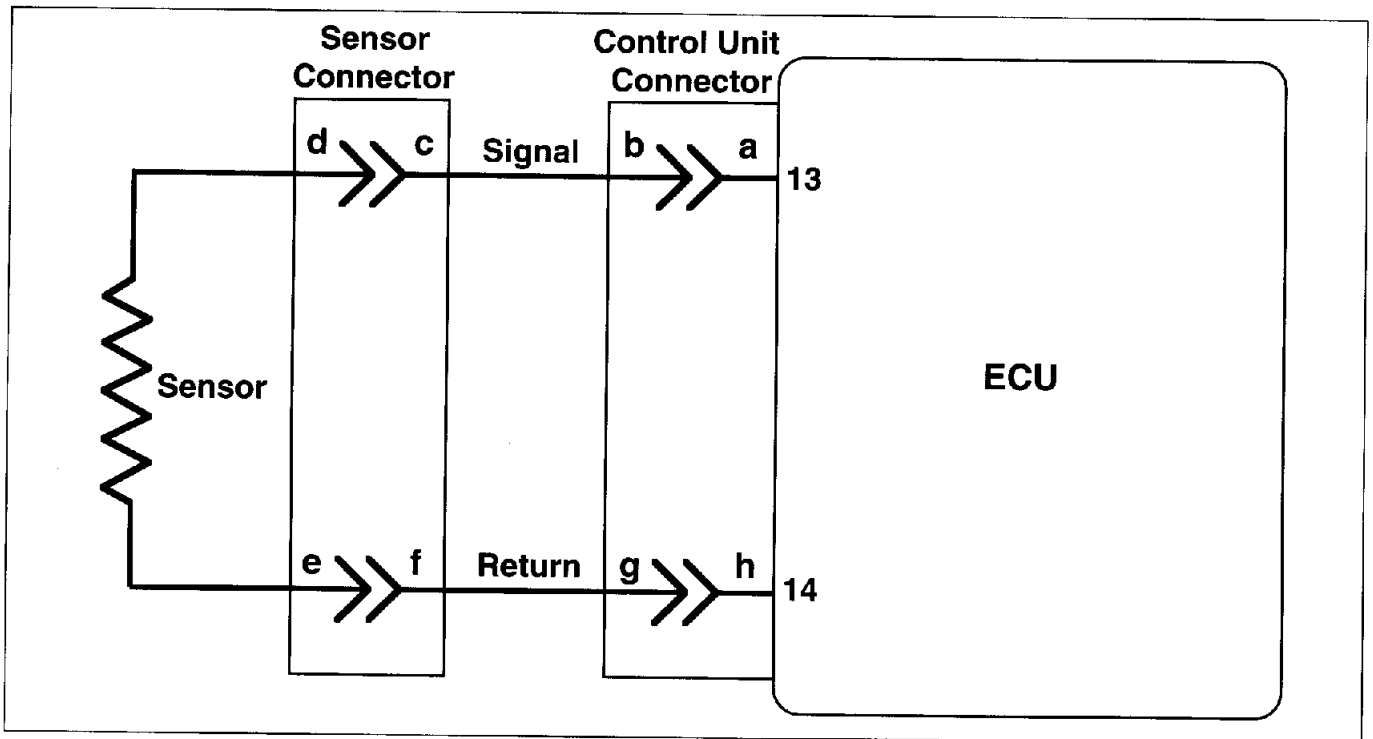 Sensor
Connector
Control Unit
Connector
d
c
Signal
b
a
13
Sensor
ECU
e
f
Return
g
h
14